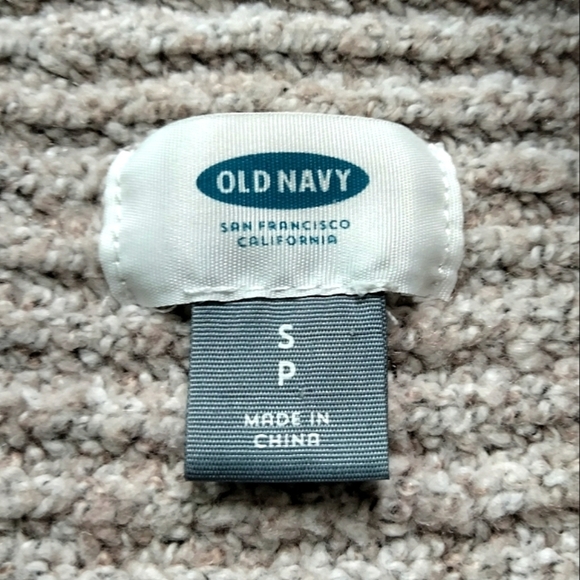 OLD NAVY
SAN FRANCISCO
CALIFORNIA
S
P
MADE IN
CHINA